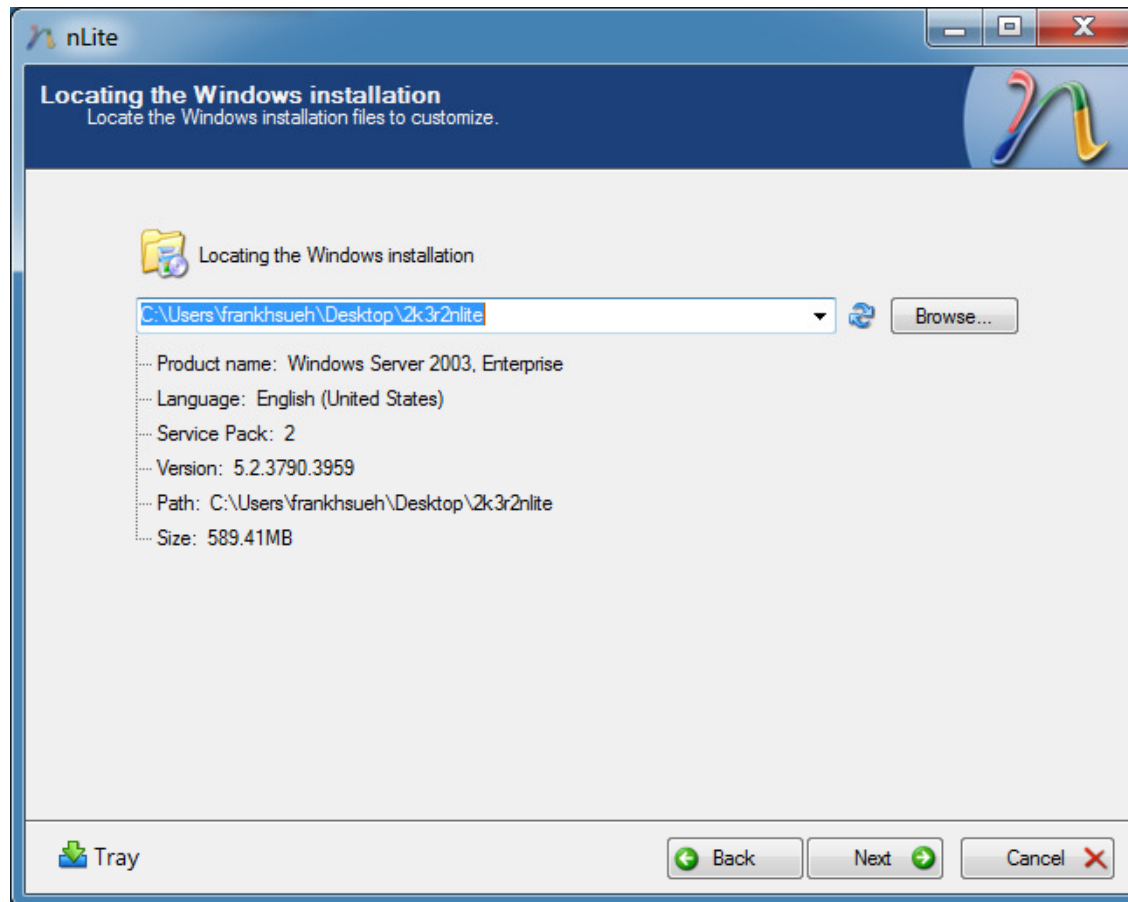 nLite
Locating the Windows installation
Locate the Windows installation files to customize.
Locating the Windows installation
C:\Users\frankhsueh\Desktop\2k3r2nlite
Browse...
Product name: Windows Server 2003, Enterprise
Language: English (United States)
Service Pack: 2
Version: 5.2.3790.3959
Path: C:\Users\frankhsueh\Desktop\2k3r2nlite
Size: 589.41MB
Tray
Back
Next
Cancel